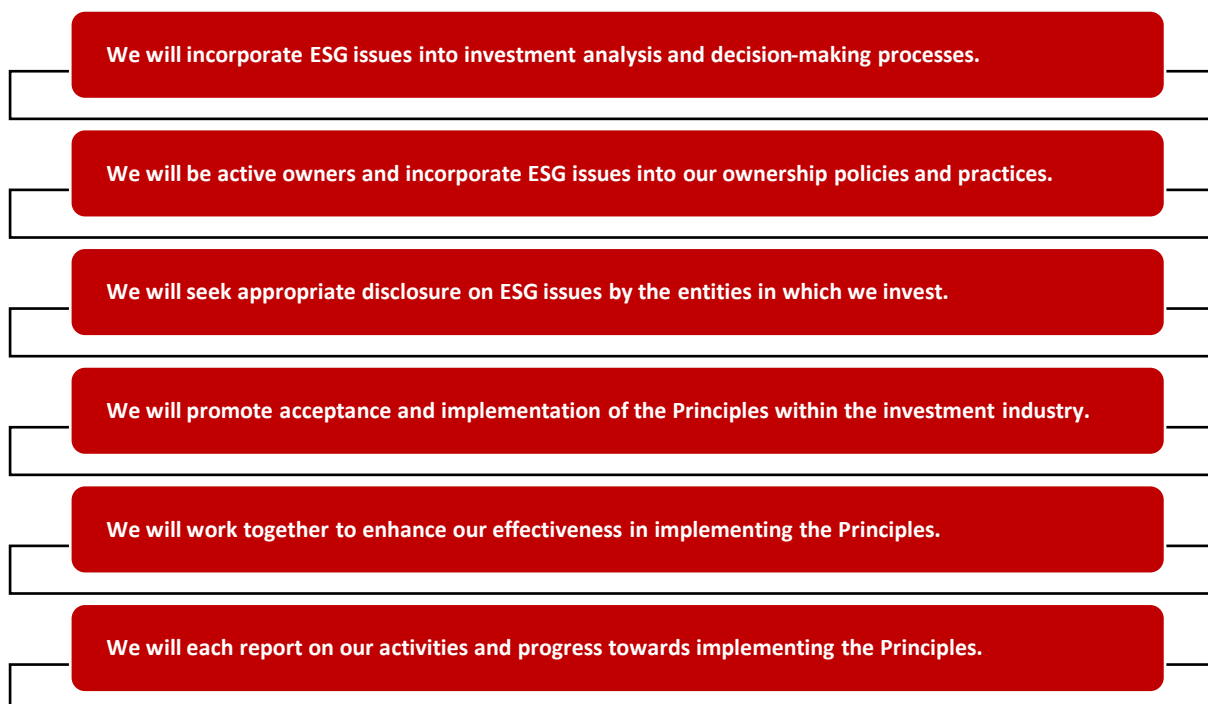 We will incorporate ESG issues into investment analysis and decision-making processes.
We will be active owners and incorporate ESG issues into our ownership policies and practices.
We will seek appropriate disclosure on ESG issues by the entities in which we invest.
We will promote acceptance and implementation of the Principles within the investment industry.
We will work together to enhance our effectiveness in implementing the Principles.
We will each report on our activities and progress towards implementing the Principles.